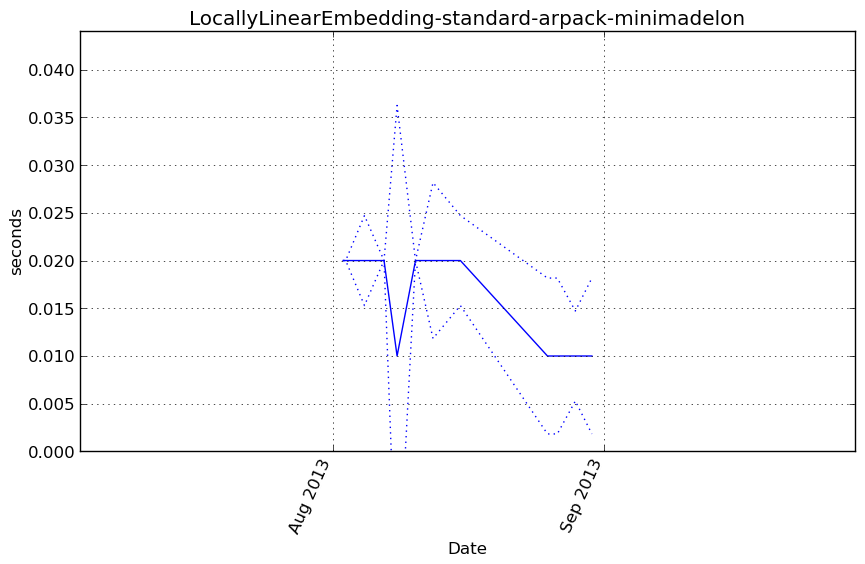 LocallyLinearEmbedding-standard-arpack-minimadelon
0.040
0.035
0.030
0.025
0.020
0.015
0.010
0.005
0.000
seconds
Aug 2013
Sep 2013
Date